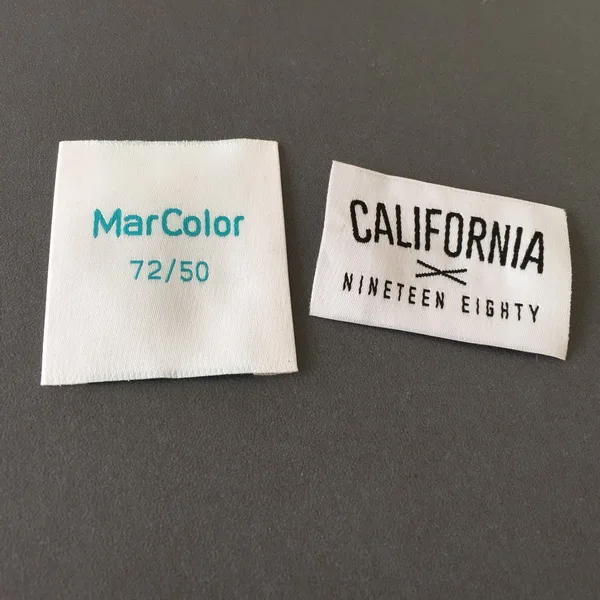 MarColor
72/50
CALIFORNIA
NINETEEN EIGHTY